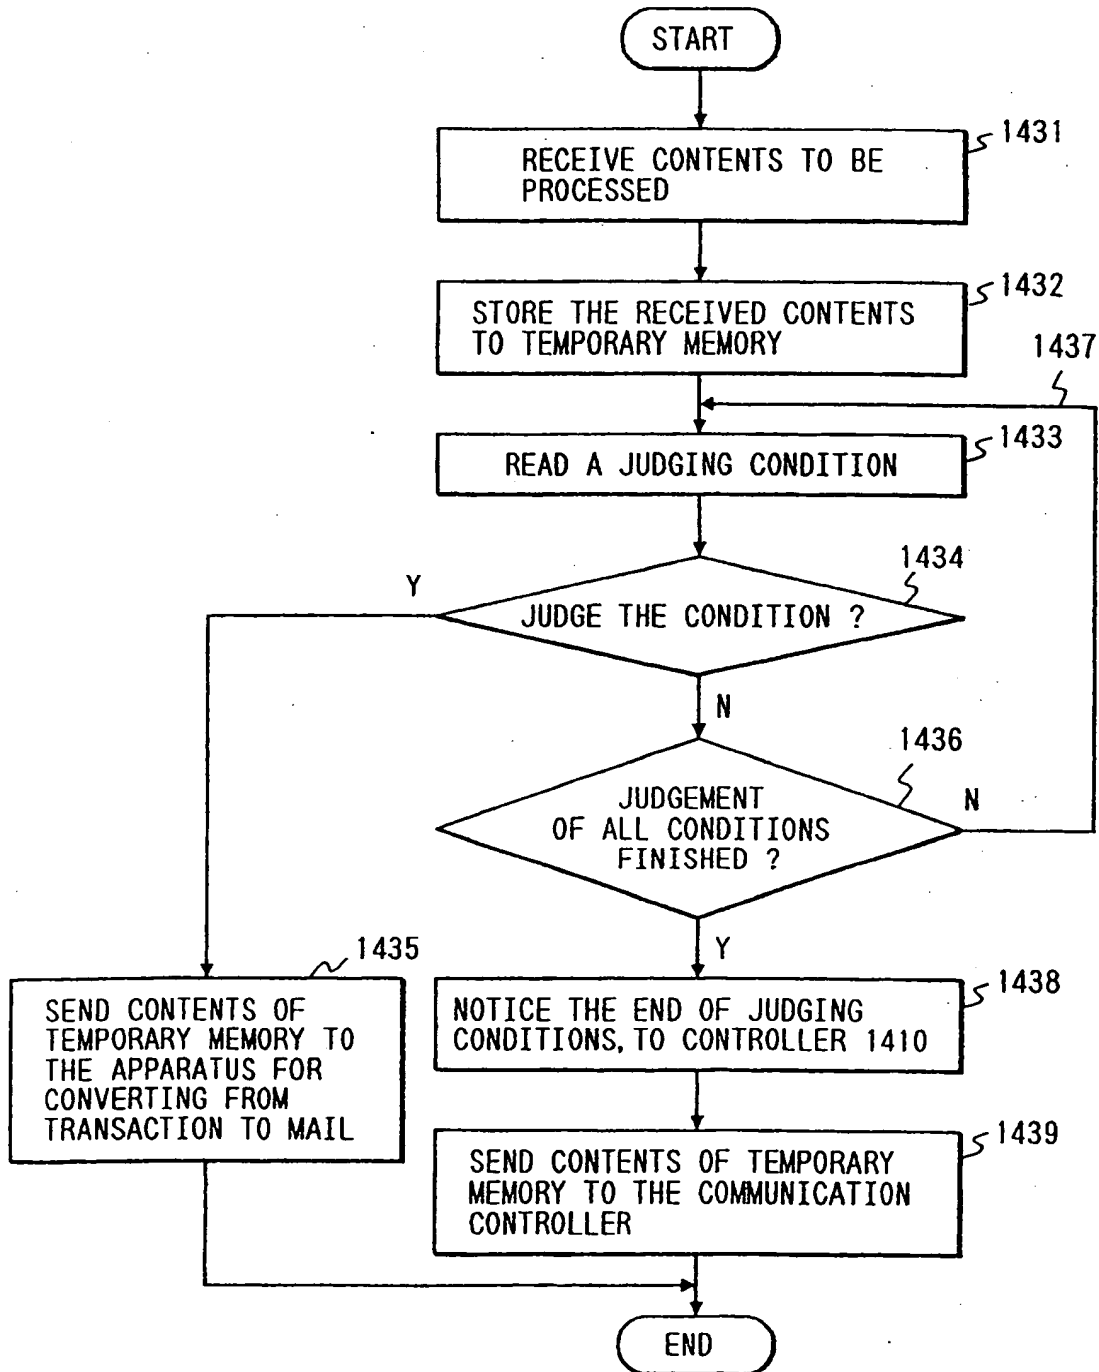 START
1431
RECEIVE CONTENTS TO BE
PROCESSED
1432
STORE THE RECEIVED CONTENTS
TO TEMPORARY MEMORY
1437
1433
READ A JUDGING CONDITION
1434
Y
JUDGE THE CONDITION ?
N
1436
JUDGEMENT
OF ALL CONDITIONS
FINISHED ?
N
Y
1435
SEND CONTENTS OF
TEMPORARY MEMORY TO
THE APPARATUS FOR
CONVERTING FROM
TRANSACTION TO MAIL
1438
NOTICE THE END OF JUDGING
CONDITIONS, TO CONTROLLER 1410
1439
SEND CONTENTS OF TEMPORARY
MEMORY TO THE COMMUNICATION
CONTROLLER
END